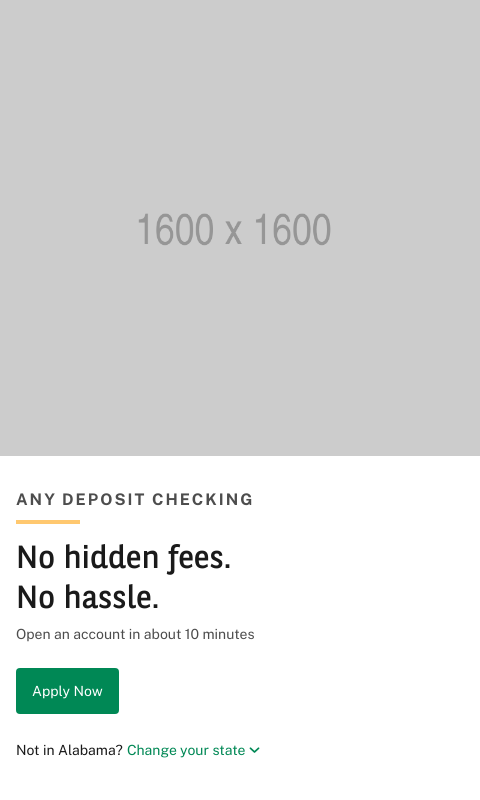 1600 x 1600
ANY DEPOSIT CHECKING
No hidden fees.
No hassle.
Open an account in about 10 minutes
Apply Now
Not in Alabama? Change your state